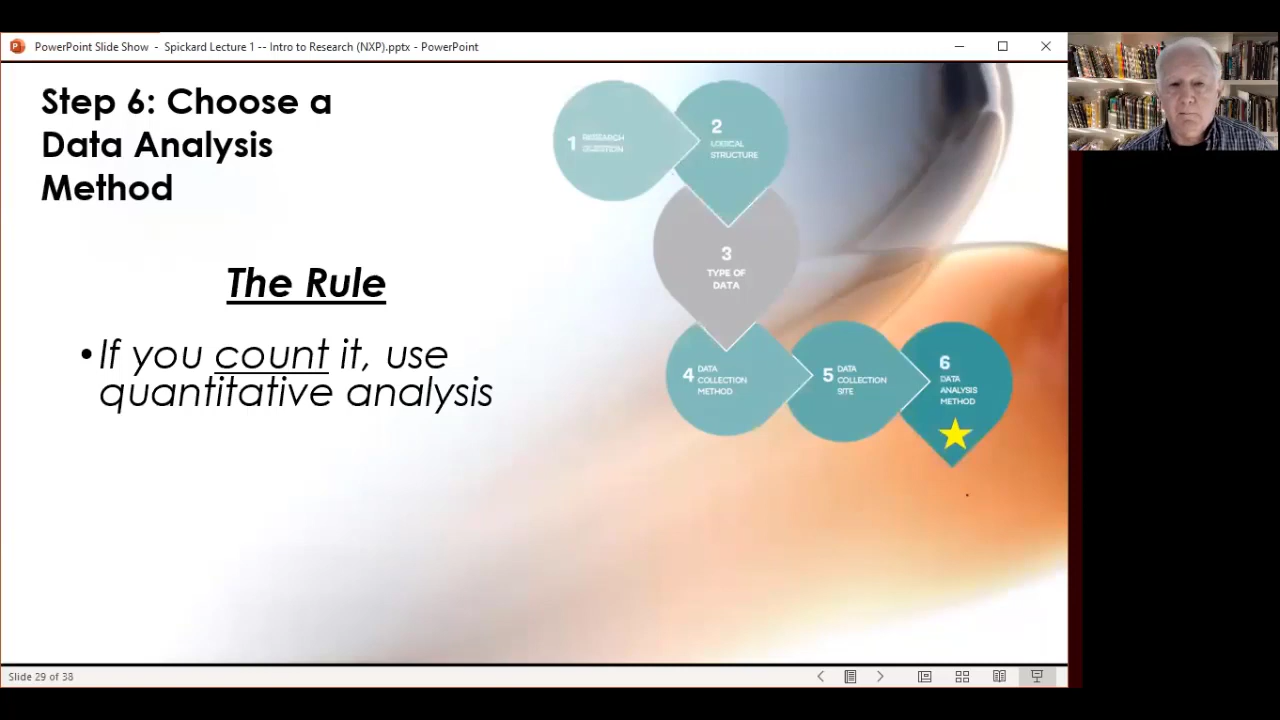 PowerPoint Slide Show - Spickard Lecture 1 -- Intro to Research (NXP).pptx - PowerPoint
Step 6: Choose a
Data Analysis
Method
The Rule
•If you count it, use
quantitative analysis
1 RESEARCH
QUESTION
2
LOGICAL
STRUCTURE
3
TYPE OF
DATA
4 DATA
COLLECTION
METHOD
5 DATA
COLLECTION
SITE
6
DATA
ANALYSIS
METHOD
Slide 29 of 38